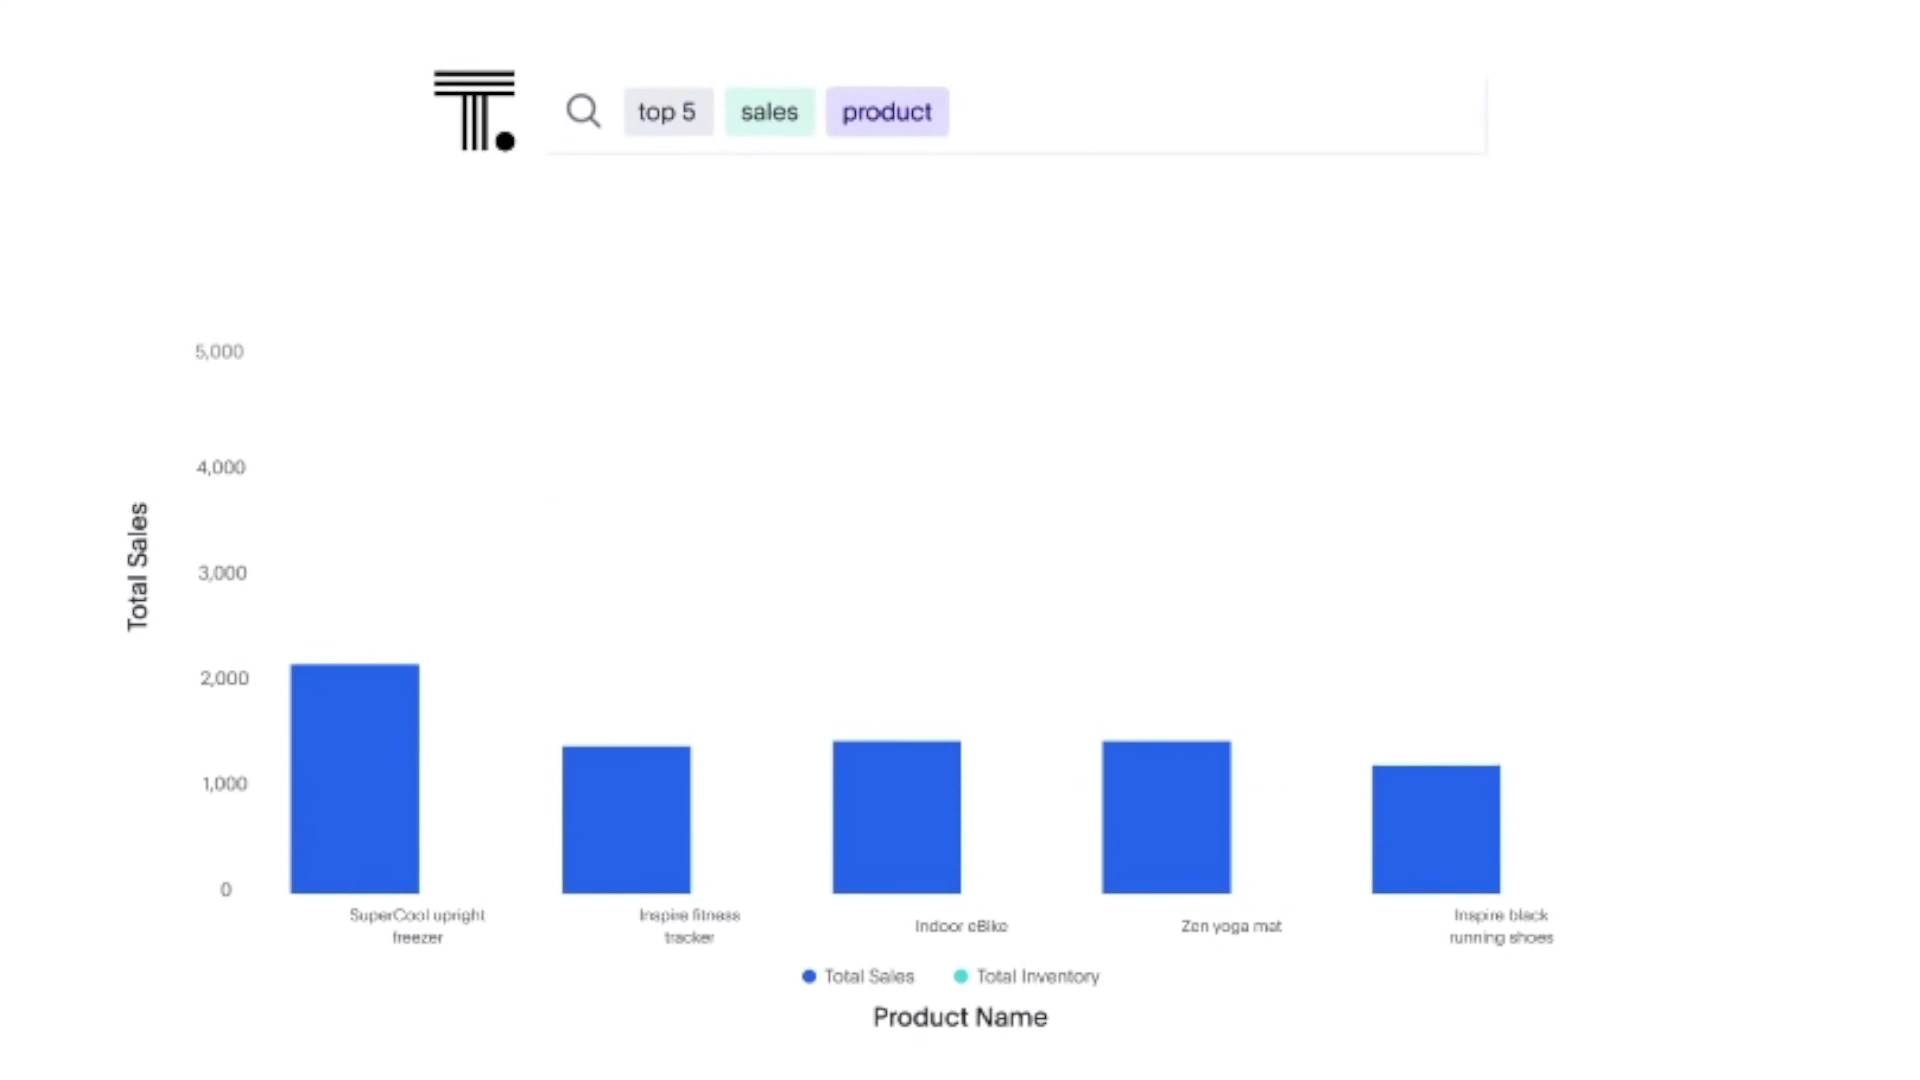 T.
top 5 sales product
5,000
4,000
3,000
2,000
1,000
0
Total Sales
SuperCool upright
freezer
Inspire fitness
tracker
Indoor eBike
Zen yoga mat
Inspire black
running shoes
Total Sales
Total Inventory
Product Name